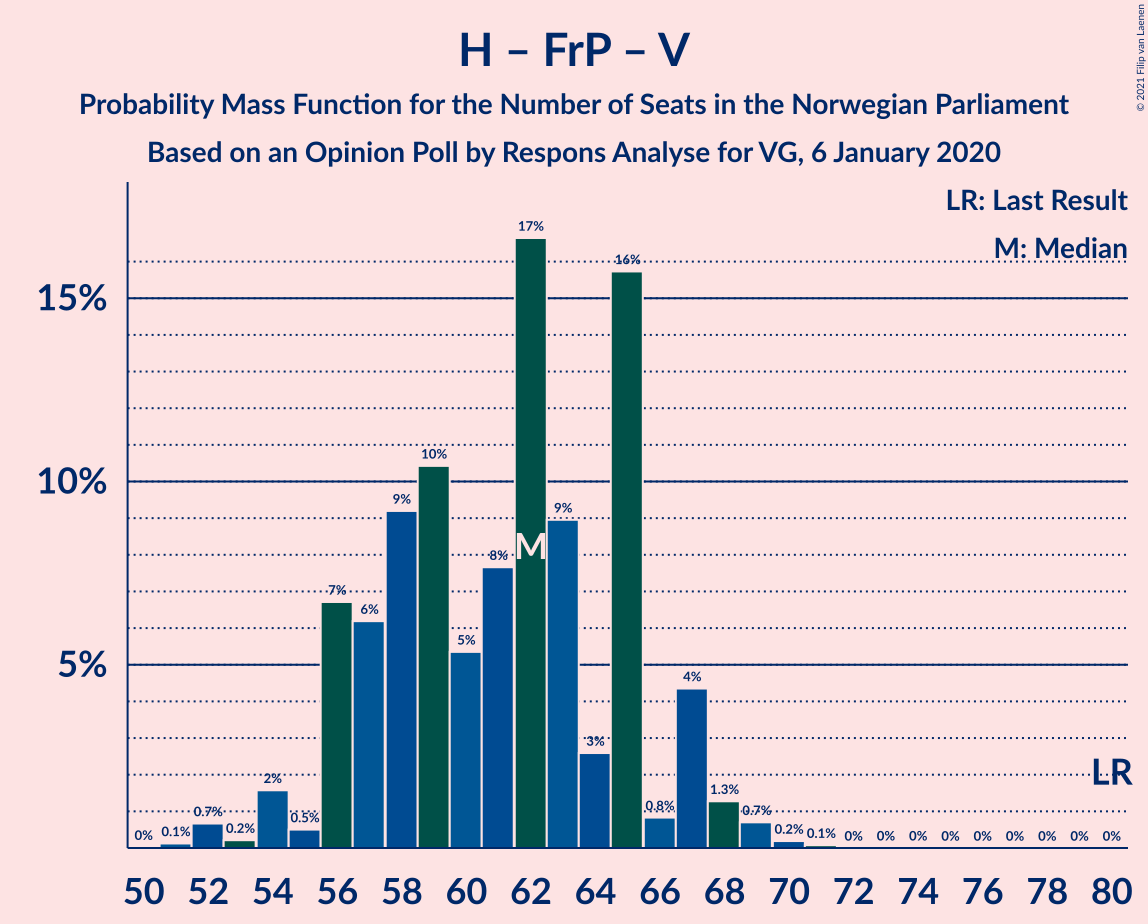 H – FrP – V
Probability Mass Function for the Number of Seats in the Norwegian Parliament
Based on an Opinion Poll by Respons Analyse for VG, 6 January 2020
© 2021 Filip van Laenen
LR: Last Result
M: Median
15%
10%
5%
0% 0.1% 0.7% 0.2% 2% 0.5% 7% 6% 9% 10% 5% 8% 17% 9% 3% 16% 0.8% 4% 1.3% 0.7% 0.2% 0.1% 0% 0% 0% 0% 0% 0% 0% 0% 0%
M
LR
50 52 54 56 58 60 62 64 66 68 70 72 74 76 78 80